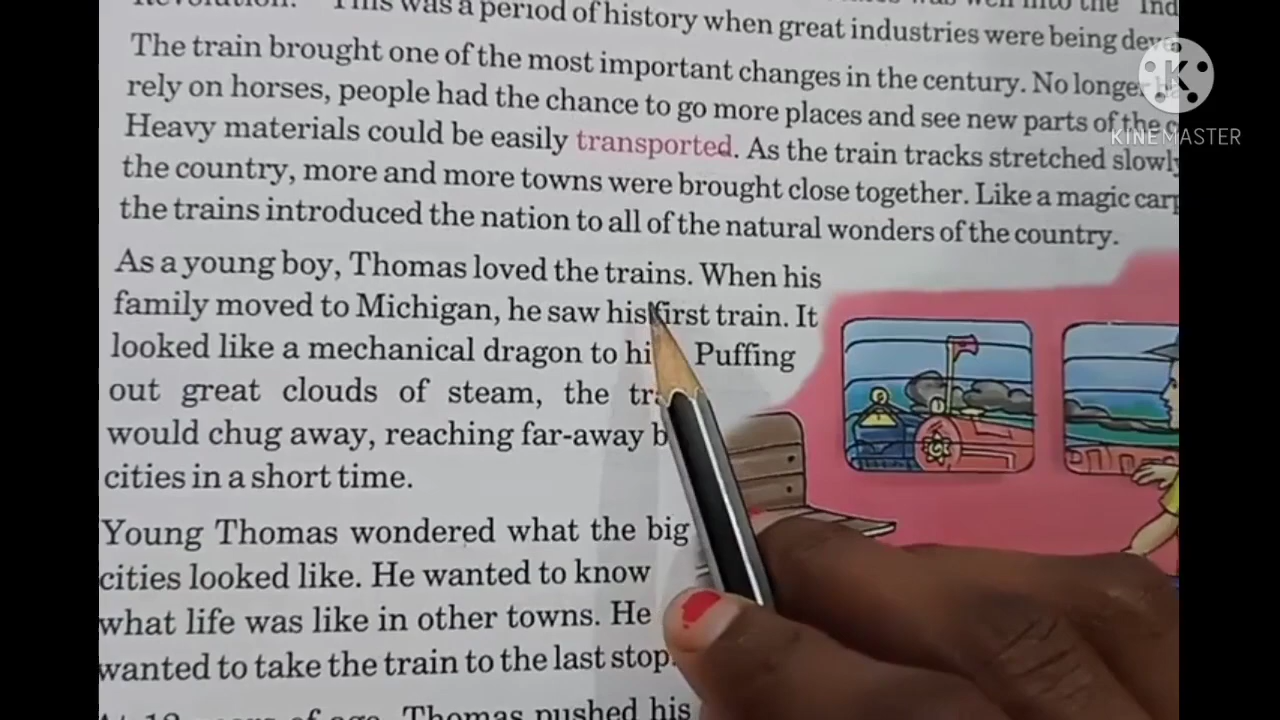 This was a period of history when great industries were being
The train brought one of the most important changes in the century. No longer
rely on horses, people had the chance to go more places and see new parts of the
Heavy materials could be easily transported. As the train tracks stretched slowly
the country, more and more towns were brought close together. Like a magic
the trains introduced the nation to all of the natural wonders of the country.
As a young boy, Thomas loved the trains. When his
family moved to Michigan, he saw his first train. It
looked like a mechanical dragon to Puffing
out great clouds of steam, the
would chug away, reaching far-away
cities in a short time.
Young Thomas wondered what the big
cities looked like. He wanted to know
what life was like in other towns. He
wanted to take the train to the last stop.
of age, Thomas pushed his
KINEMASTER